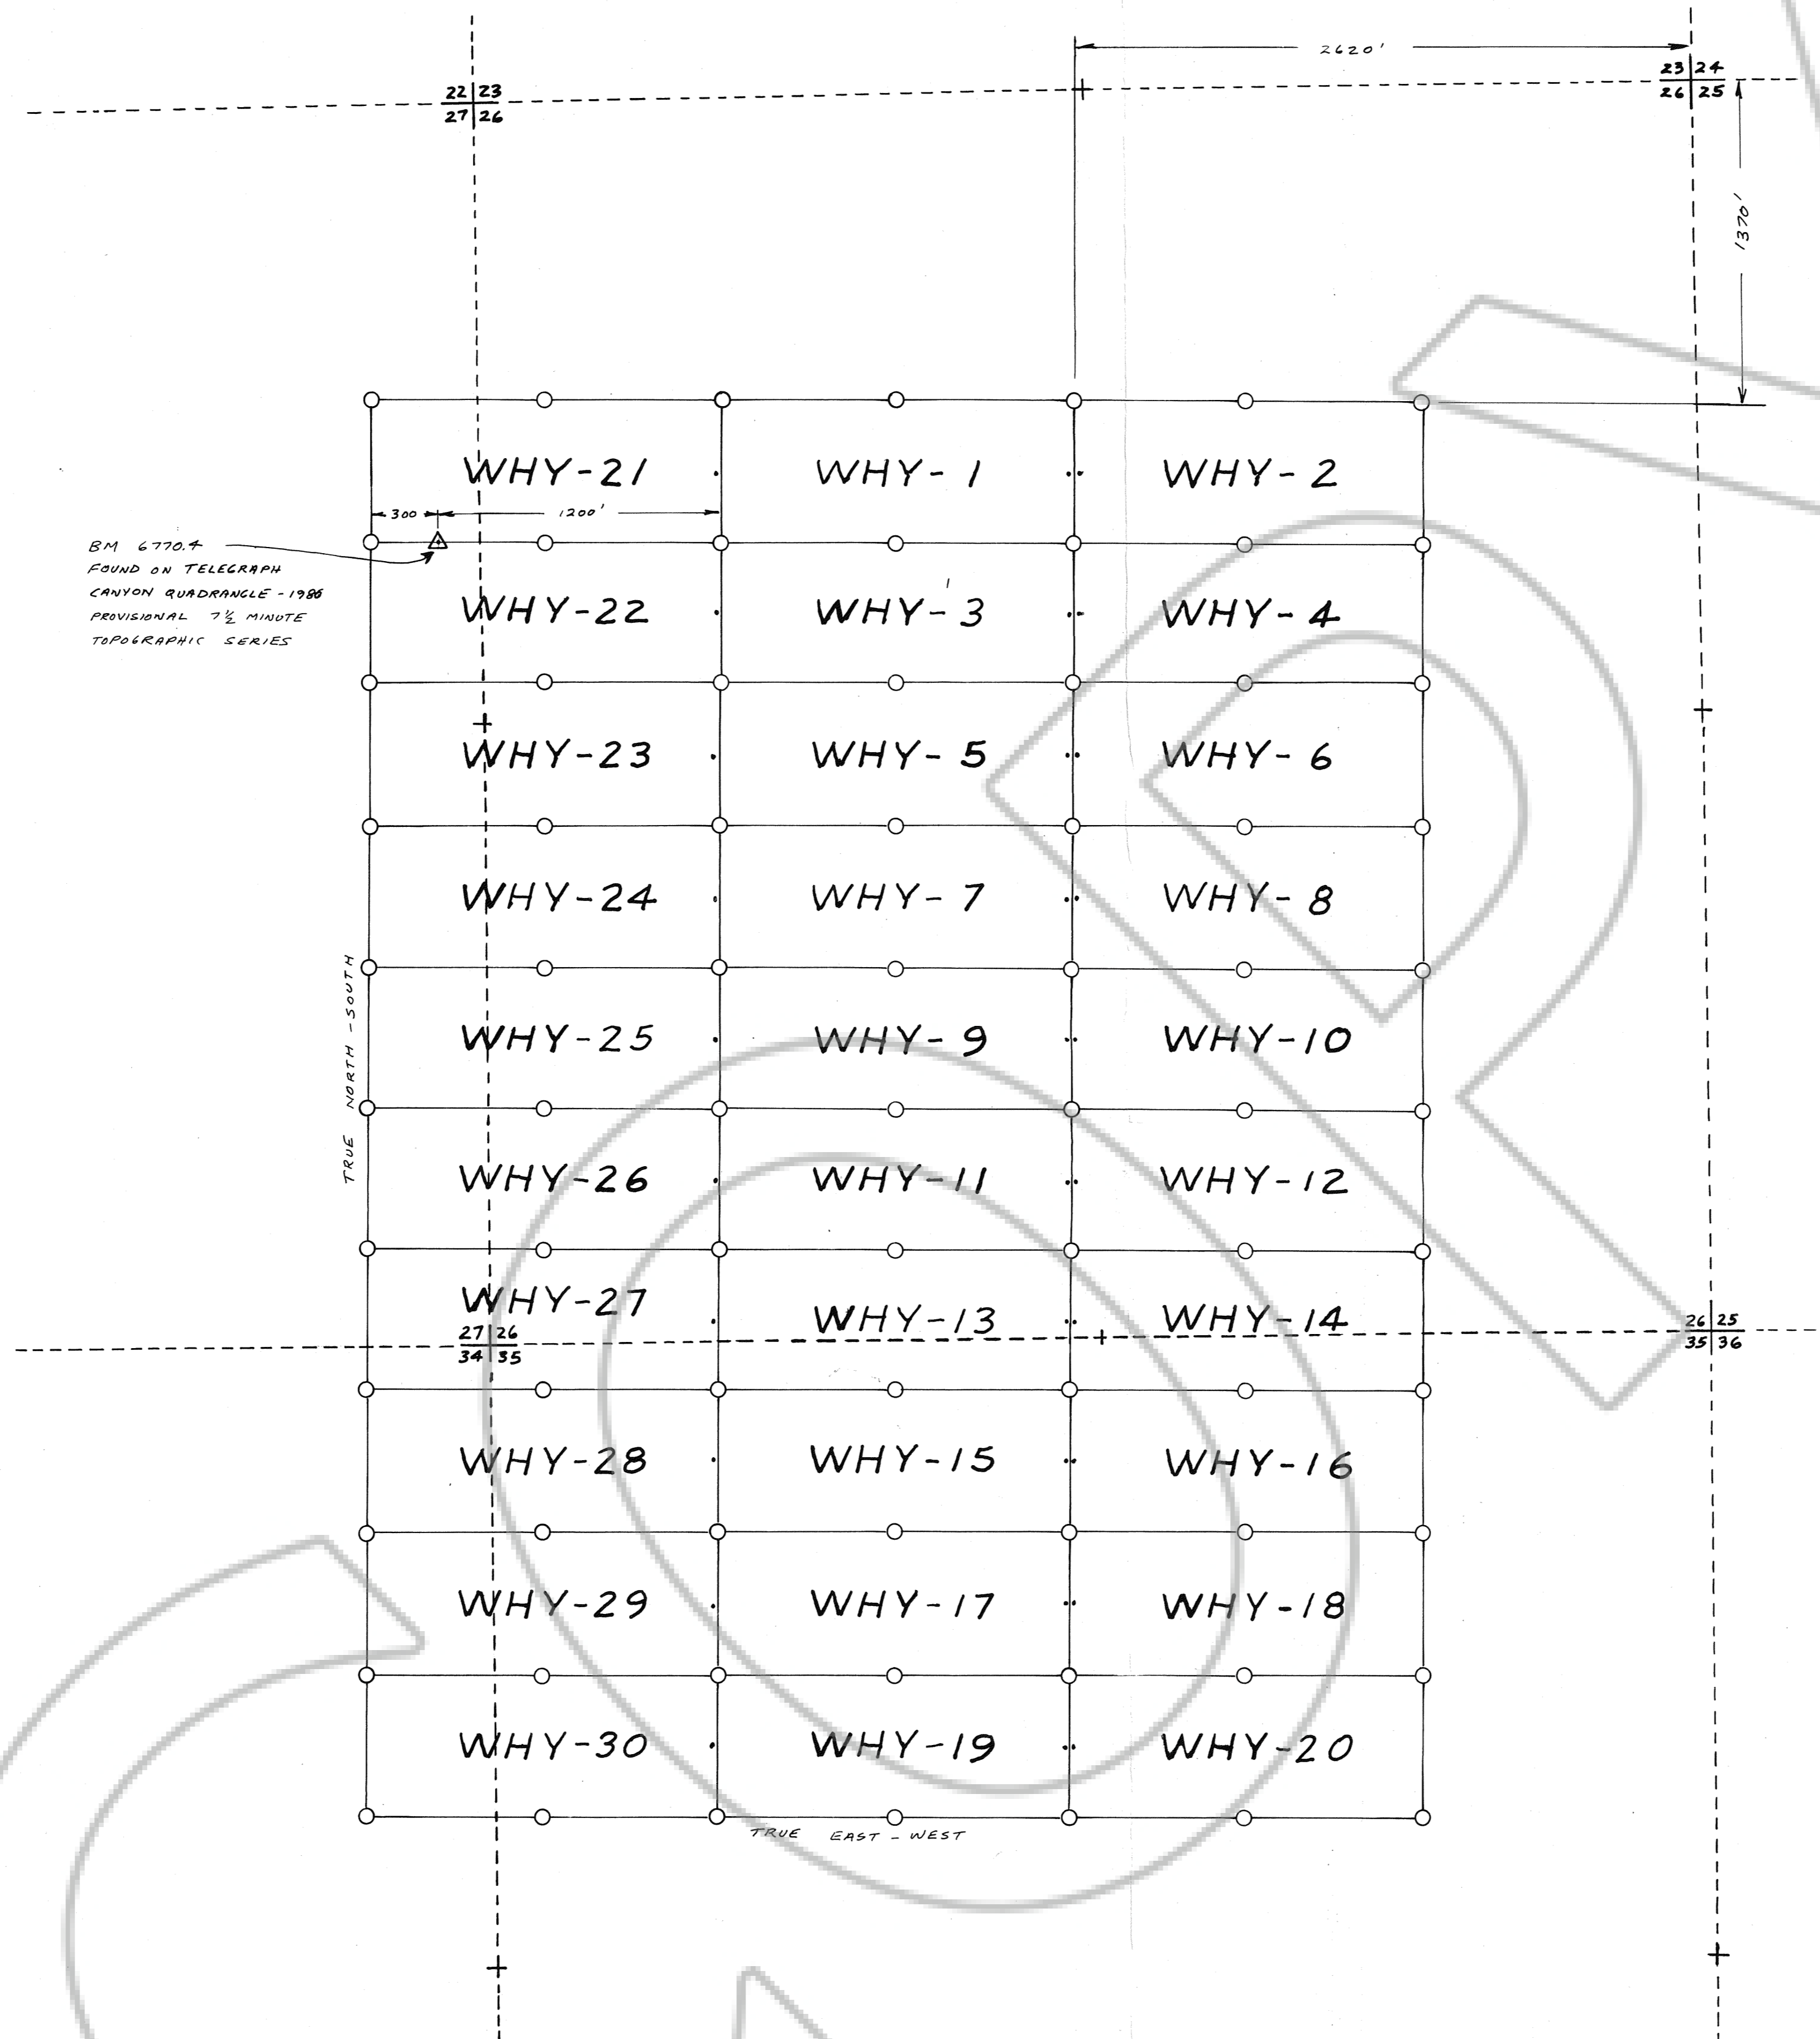 2620'
22 23
27 26
23 24
26 25
1370'
WHY-21 WHY-1 WHY-2
300 1200'
BM 6770.4
FOUND ON TELEGRAPH
CANYON QUADRANGLE - 1986
PROVISIONAL 7 ½ MINUTE
TOPOGRAPHIC SERIES
WHY-22 WHY-3 WHY-4
WHY-23 WHY-5 WHY-6
WHY-24 WHY-7 WHY-8
TRUE NORTH-SOUTH
WHY-25 WHY-9 WHY-10
WHY-26 WHY-11 WHY-12
WHY-27 WHY-13 WHY-14
27 26
34 35
26 25
35 36
WHY-28 WHY-15 WHY-16
WHY-29 WHY-17 WHY-18
WHY-30 WHY-19 WHY-20
TRUE EAST-WEST